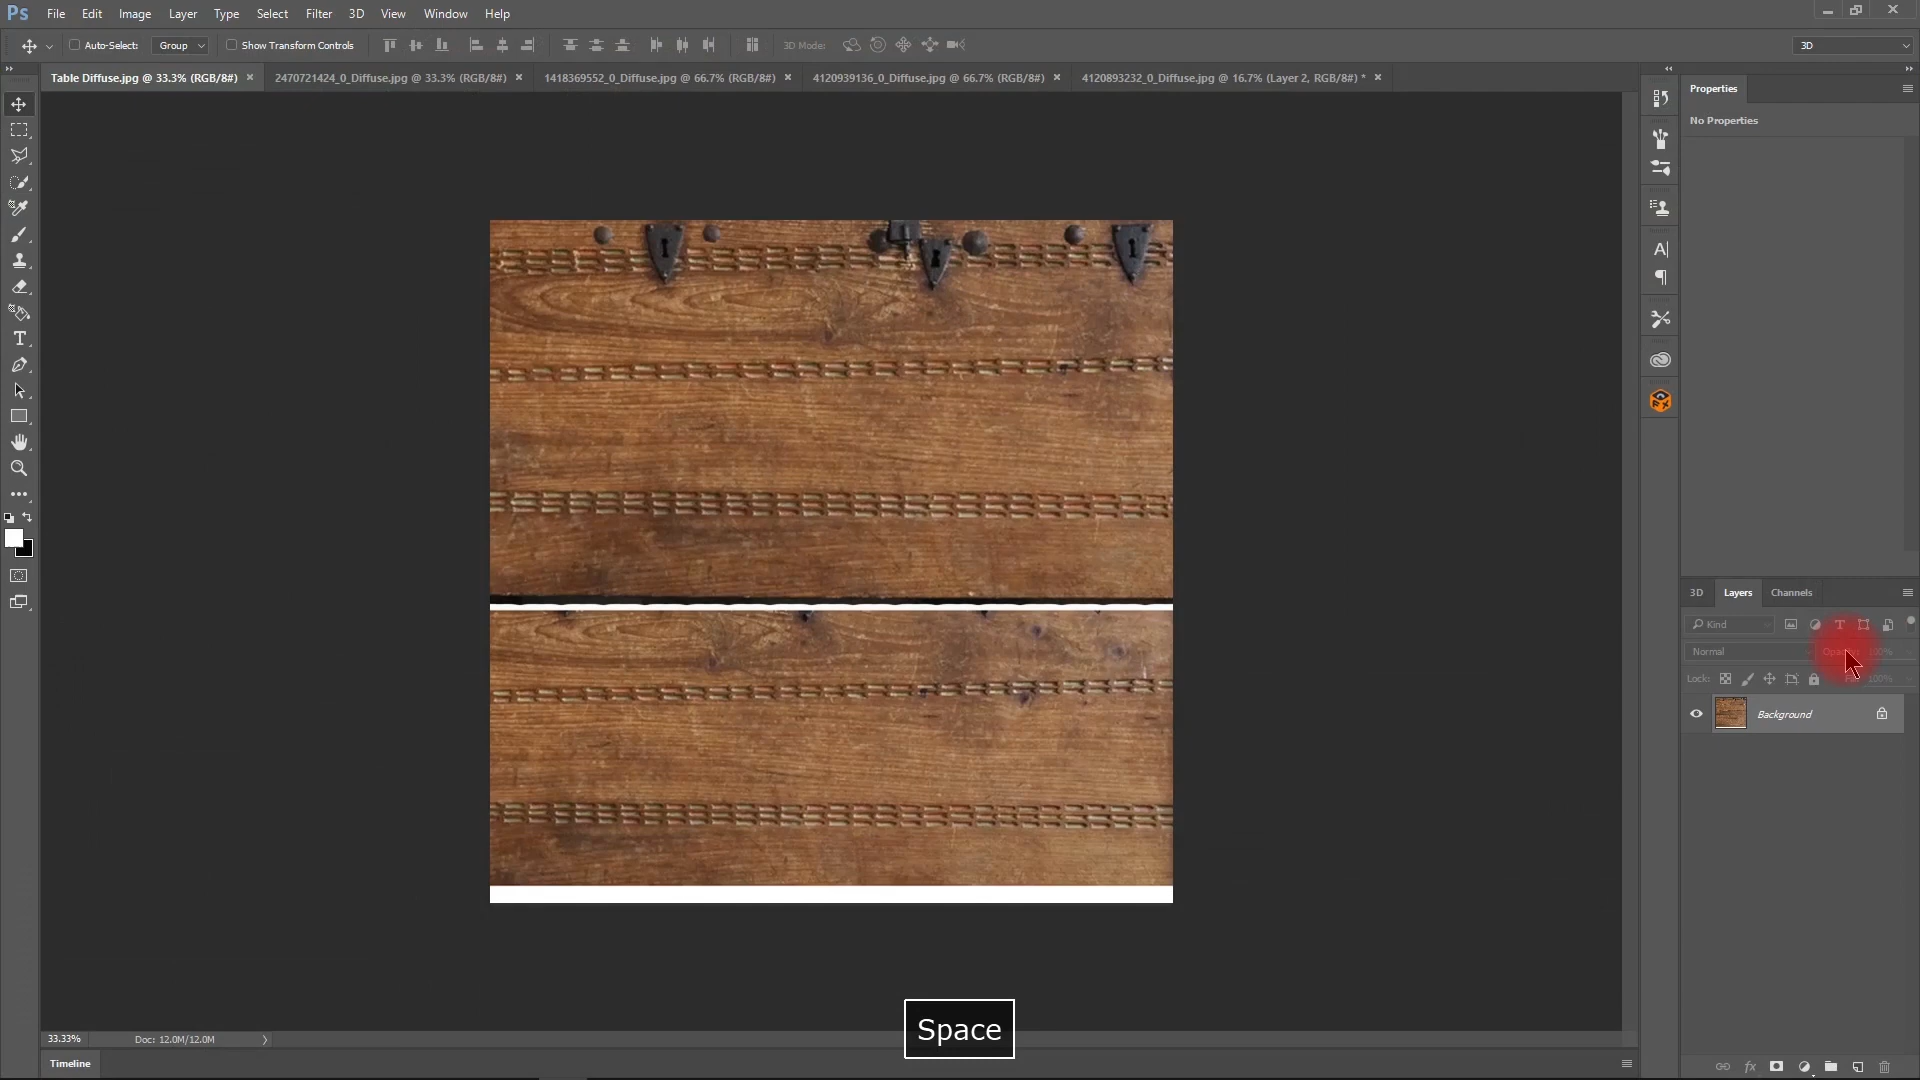 Ps File Edit Image Layer Type Select Filter 3D View Window Help
Auto-Select: Group Show Transform Controls 3D Mode: 3D
Table Diffuse.jpg @ 33.3% (RGB/8#) × 2470721424_0_Diffuse.jpg @ 33.3% (RGB/8#) × 1418369552_0_Diffuse.jpg @ 66.7% (RGB/8#) × 4120939136_0_Diffuse.jpg @ 66.7% (RGB/8#) × 4120893232_0_Diffuse.jpg @ 16.7% (Layer 2, RGB/8#) * ×
Properties
No Properties
3D Layers Channels
Kind
Normal Opacity: 100%
Lock: 100%
Background
Space
33.33% Doc: 12.0M/12.0M
Timeline